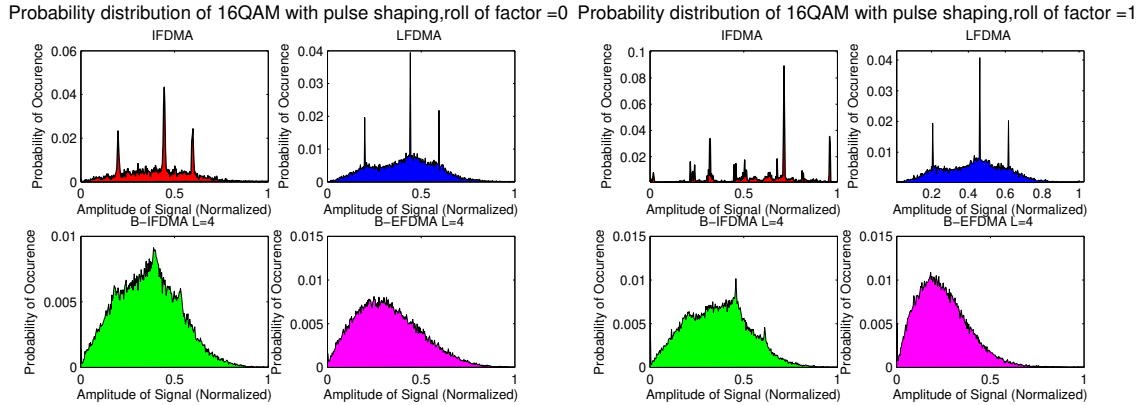 Probability distribution of 16QAM with pulse shaping,roll of factor =0
IFDMA
Probability of Occurence
0.06
0.04
0.02
0
0 0.5 1
Amplitude of Signal (Normalized)
LFDMA
Probability of Occurence
0.04
0.03
0.02
0.01
0
0 0.5 1
Amplitude of Signal (Normalized)
B−IFDMA L=4
Probability of Occurrence
0.01
0.005
0
0 0.5 1
Amplitude of Signal (Normalized)
B−EFDMA L=4
Probability of Occurrence
0.015
0.01
0.005
0
0 0.5 1
Amplitude of Signal (Normalized)
Probability distribution of 16QAM with pulse shaping,roll of factor =1
IFDMA
Probability of Occurence
0.1
0.08
0.06
0.04
0.02
0 0.5 1
Amplitude of Signal (Normalized)
LFDMA
Probability of Occurence
0.04
0.03
0.02
0.01
0.2 0.4 0.6 0.8 1
Amplitude of Signal (Normalized)
B−IFDMA L=4
Probability of Occurrence
0.015
0.01
0.005
0
0 0.5 1
Amplitude of Signal (Normalized)
B−EFDMA L=4
Probability of Occurrence
0.015
0.01
0.005
0
0 0.5 1
Amplitude of Signal (Normalized)